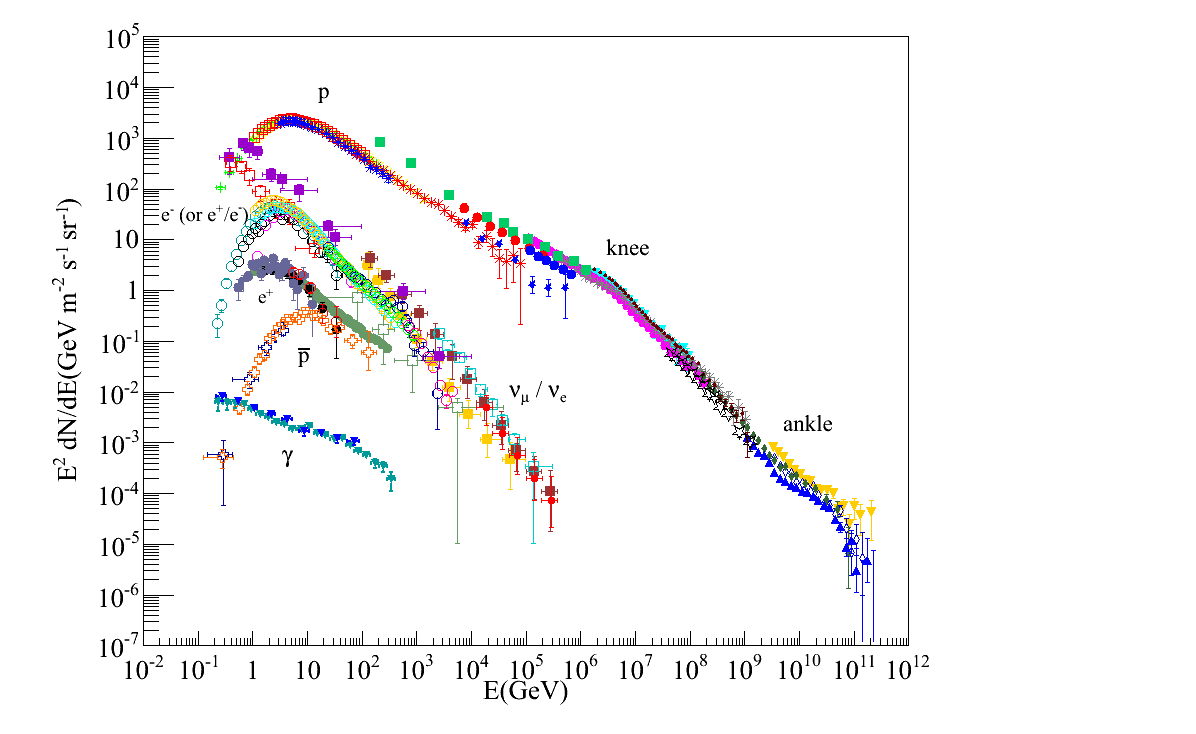 10^5
10^4
10^3
10^2
10
1
10^-1
10^-2
10^-3
10^-4
10^-5
10^-6
10^-7
E^2 dN/dE(GeV m^-2 s^-1 sr^-1)
p
e^- (or e^+/e^-)
e^+
p̅
ν_μ / ν_e
γ
knee
ankle
10^-2 10^-1 1 10 10^2 10^3 10^4 10^5 10^6 10^7 10^8 10^9 10^10 10^11 10^12
E(GeV)